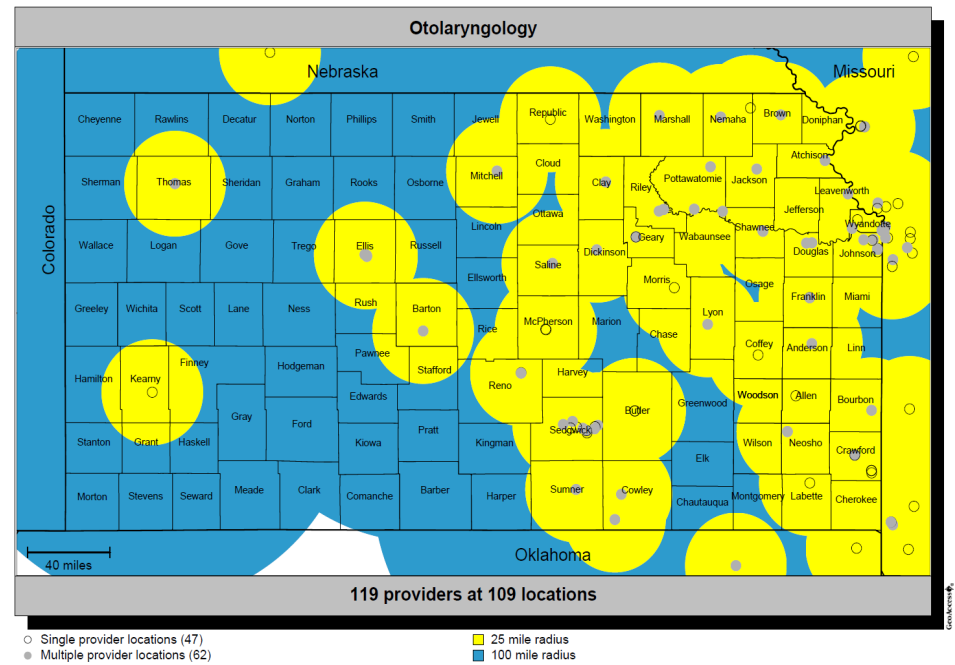 Otolaryngology
Nebraska
Missouri
Colorado
Cheyenne Rawlins Decatur Norton Phillips Smith Jewell Republic Washington Marshall Nemaha Brown Doniphan
Atchison
Sherman Thomas Sheridan Graham Rooks Osborne Mitchell Cloud Clay Riley Pottawatomie Jackson
Leavenworth
Jefferson
Ottawa
Lincoln
Wyandotte
Wallace Logan Gove Trego Ellis Russell Dickinson Geary Wabaunsee Shawnee Douglas Johnson
Saline
Ellsworth
Morris Osage
Greeley Wichita Scott Lane Ness Rush Barton Rice McPherson Marion Chase Lyon Franklin Miami
Coffey Anderson Linn
Pawnee
Hamilton Kearny Finney Hodgeman Stafford Reno Harvey
Edwards
Butler Greenwood Woodson Allen Bourbon
Gray Ford
Stanton Grant Haskell Kiowa Pratt Kingman Sedgwick Wilson Neosho Crawford
Elk
Morton Stevens Seward Meade Clark Comanche Barber Harper Sumner Cowley Chautauqua Montgomery Labette Cherokee
Oklahoma
40 miles
119 providers at 109 locations
GeoAccess
Single provider locations (47)
Multiple provider locations (62)
25 mile radius
100 mile radius